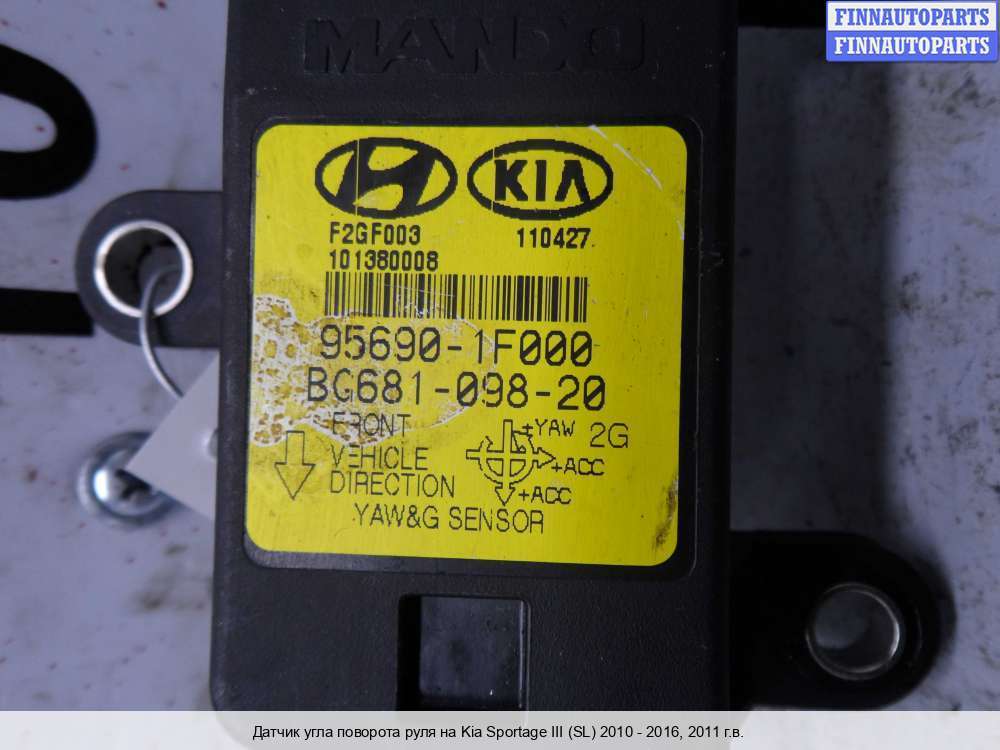 FINNAUTOPARTS
FINNAUTOPARTS
MANDO
KIA
F2GF003 110427
101380008
95690-1F000
BG681-098-20
FRONT
VEHICLE
DIRECTION
+YAW 2G
+ACC
+ACC
YAW&G SENSOR
Датчик угла поворота руля на Kia Sportage III (SL) 2010 - 2016, 2011 г.в.